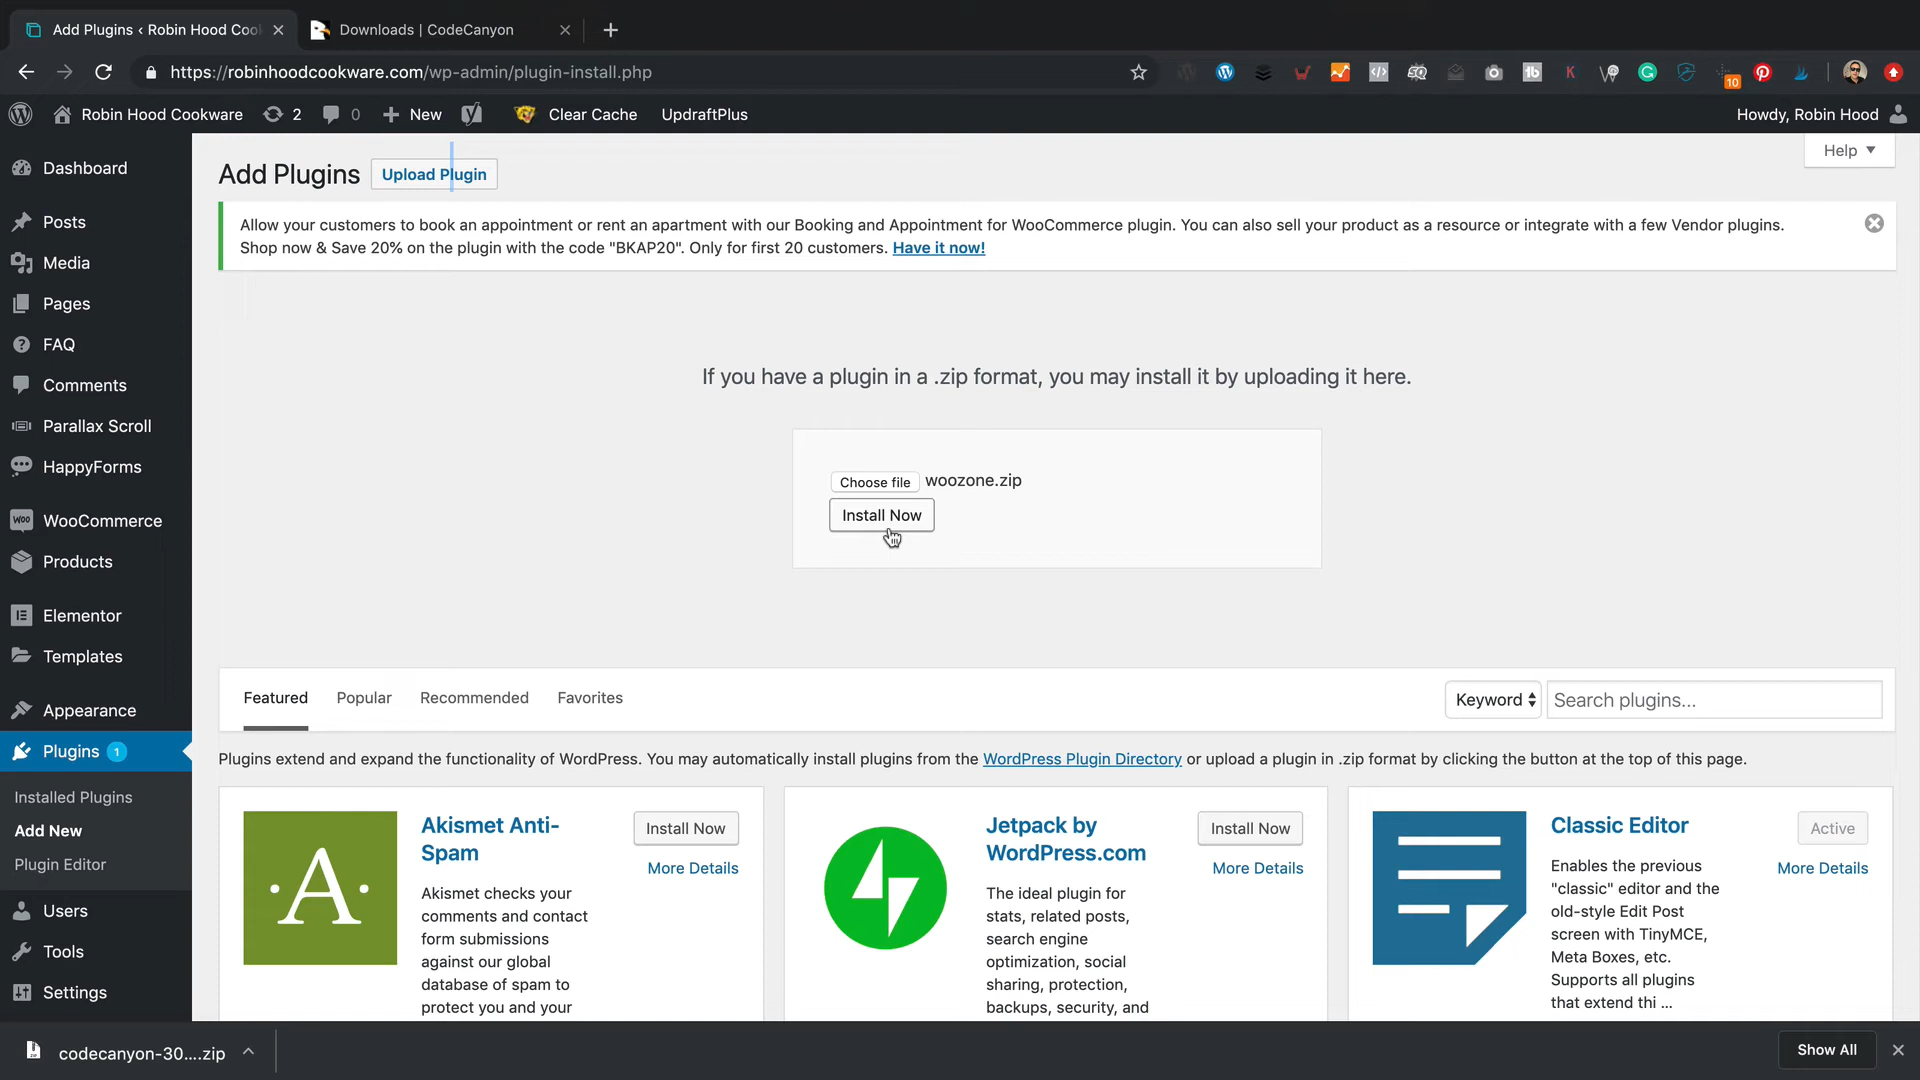 Add Plugins ‹ Robin Hood Coo
Downloads | CodeCanyon
https://robinhoodcookware.com/wp-admin/plugin-install.php
10
Robin Hood Cookware
2
0
New
Clear Cache
UpdraftPlus
Howdy, Robin Hood
Dashboard
Posts
Media
Pages
FAQ
Comments
Parallax Scroll
HappyForms
WooCommerce
Products
Elementor
Templates
Appearance
Plugins 1
Installed Plugins
Add New
Plugin Editor
Users
Tools
Settings
Help
Add Plugins
Upload Plugin
Allow your customers to book an appointment or rent an apartment with our Booking and Appointment for WooCommerce plugin. You can also sell your product as a resource or integrate with a few Vendor plugins.
Shop now & Save 20% on the plugin with the code "BKAP20". Only for first 20 customers. Have it now!
If you have a plugin in a .zip format, you may install it by uploading it here.
Choose file woozone.zip
Install Now
Featured
Popular
Recommended
Favorites
Keyword
Search plugins...
Plugins extend and expand the functionality of WordPress. You may automatically install plugins from the WordPress Plugin Directory or upload a plugin in .zip format by clicking the button at the top of this page.
A
Akismet Anti-
Spam
Install Now
More Details
Akismet checks your
comments and contact
form submissions
against our global
database of spam to
protect you and your
Jetpack by
WordPress.com
Install Now
More Details
The ideal plugin for
stats, related posts,
search engine
optimization, social
sharing, protection,
backups, security, and
Classic Editor
Active
More Details
Enables the previous
"classic" editor and the
old-style Edit Post
screen with TinyMCE,
Meta Boxes, etc.
Supports all plugins
that extend thi ...
codecanyon-30....zip
Show All